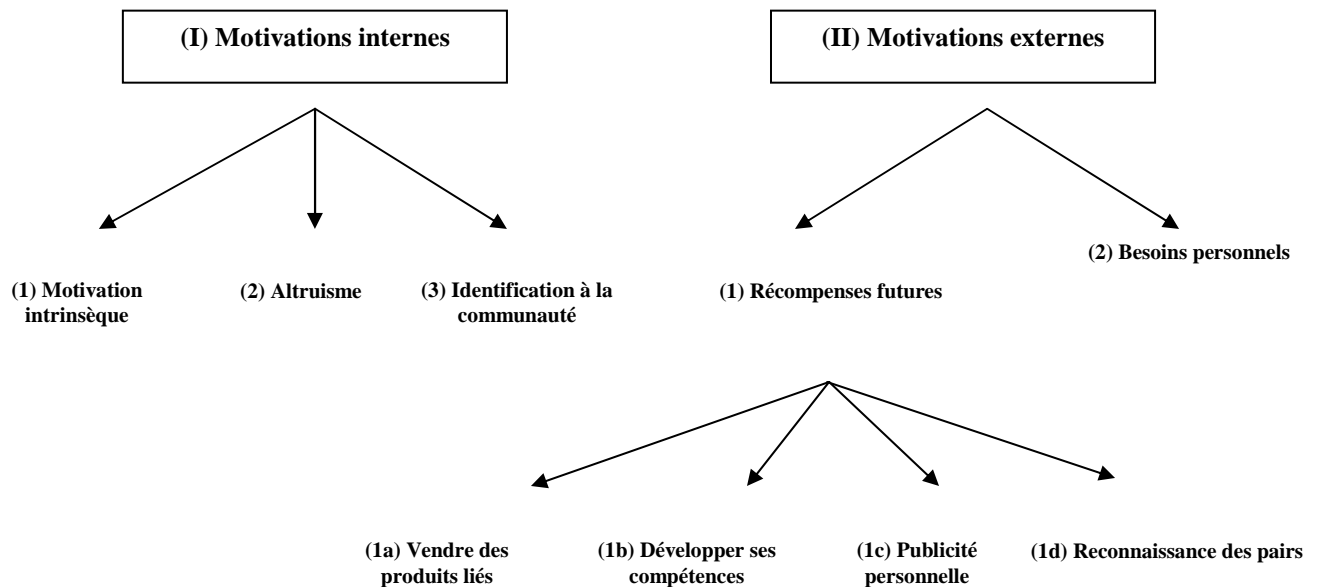 (I) Motivations internes
(II) Motivations externes
(2) Besoins personnels
(1) Motivation
intrinsèque
(2) Altruisme
(3) Identification à la
communauté
(1) Récompenses futures
(1a) Vendre des
produits liés
(1b) Développer ses
compétences
(1c) Publicité
personnelle
(1d) Reconnaissance des pairs